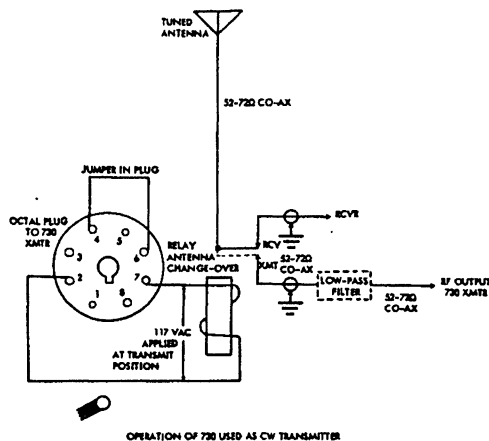 TUNED
ANTENNA
52-72Ω CO-AX
JUMPER IN PLUG
OCTAL PLUG
TO 730
XMTR
4
5
3
6
2
7
1
8
RELAY
ANTENNA
CHANGE-OVER
RCV
RCVR
XMT
52-72Ω
CO-AX
LOW-PASS
FILTER
52-72Ω
CO-AX
RF OUTPUT
730 XMTR
117 VAC
APPLIED
AT TRANSMIT
POSITION
OPERATION OF 730 USED AS CW TRANSMITTER